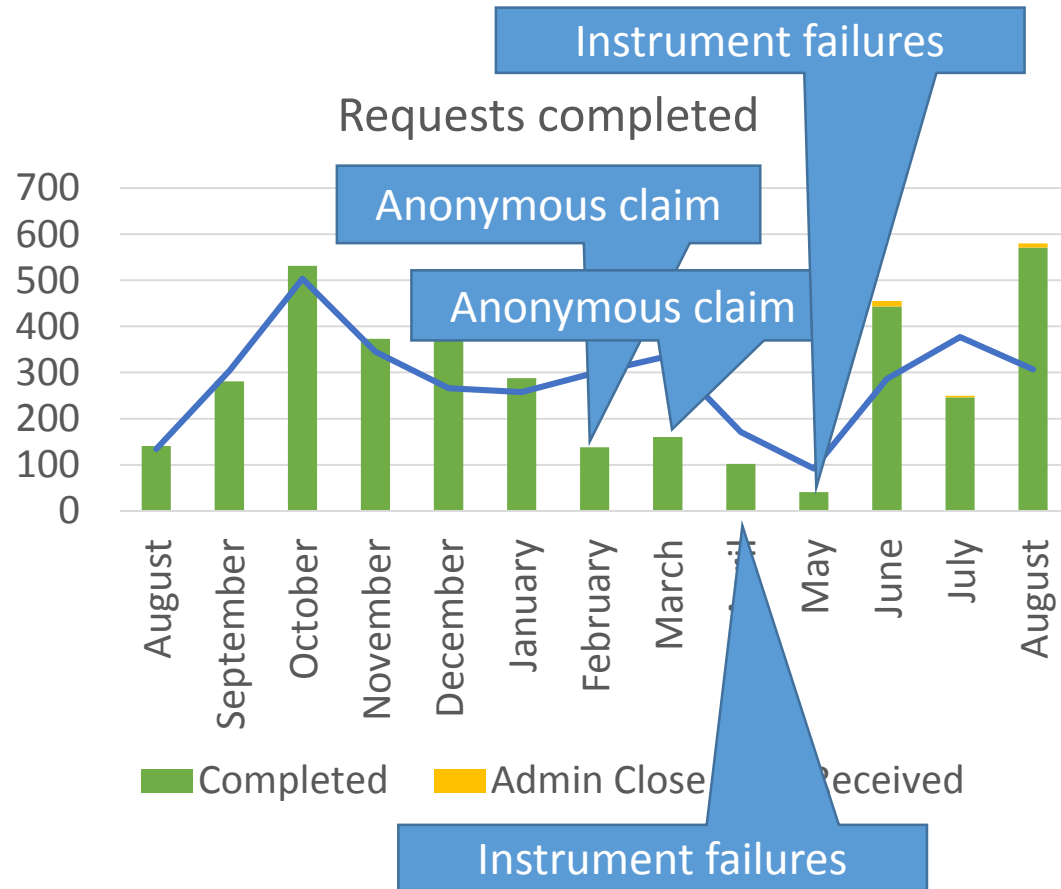 Instrument failures
Requests completed
Anonymous claim
Anonymous claim
700
600
500
400
300
200
100
0
August
September
October
November
December
January
February
March
May
June
July
August
Completed
Admin Close
Received
Instrument failures